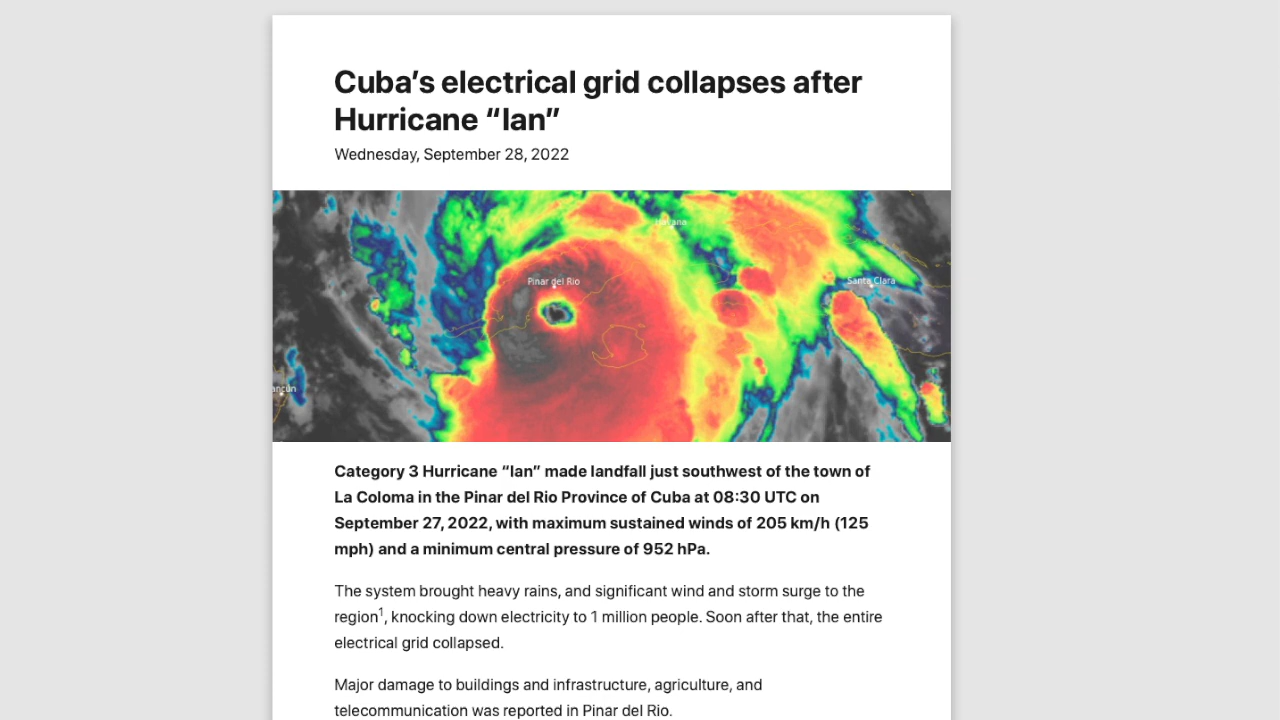 Cuba’s electrical grid collapses after
Hurricane “Ian”
Wednesday, September 28, 2022
Havana
Pinar del Rio
Santa Clara
ancún
Category 3 Hurricane “Ian” made landfall just southwest of the town of
La Coloma in the Pinar del Rio Province of Cuba at 08:30 UTC on
September 27, 2022, with maximum sustained winds of 205 km/h (125
mph) and a minimum central pressure of 952 hPa.
The system brought heavy rains, and significant wind and storm surge to the
region1, knocking down electricity to 1 million people. Soon after that, the entire
electrical grid collapsed.
Major damage to buildings and infrastructure, agriculture, and
telecommunication was reported in Pinar del Rio.